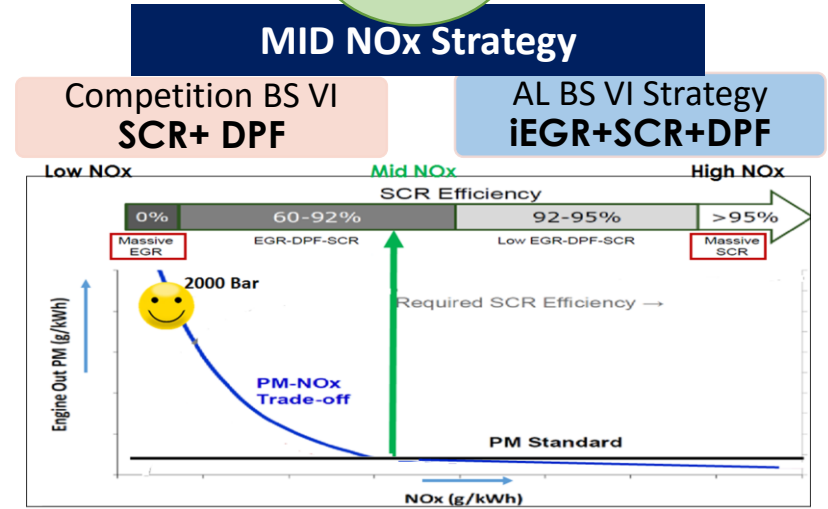 MID NOx Strategy
Competition BS VI
SCR+ DPF
AL BS VI Strategy
iEGR+SCR+DPF
Low NOx
Mid NOx
High NOx
SCR Efficiency
0%
60-92%
92-95%
>95%
Massive
EGR
EGR-DPF-SCR
Low EGR-DPF-SCR
Massive
SCR
2000 Bar
Required SCR Efficiency →
Engine Out PM (g/kWh)
PM-NOx
Trade-off
PM Standard
NOx (g/kWh)